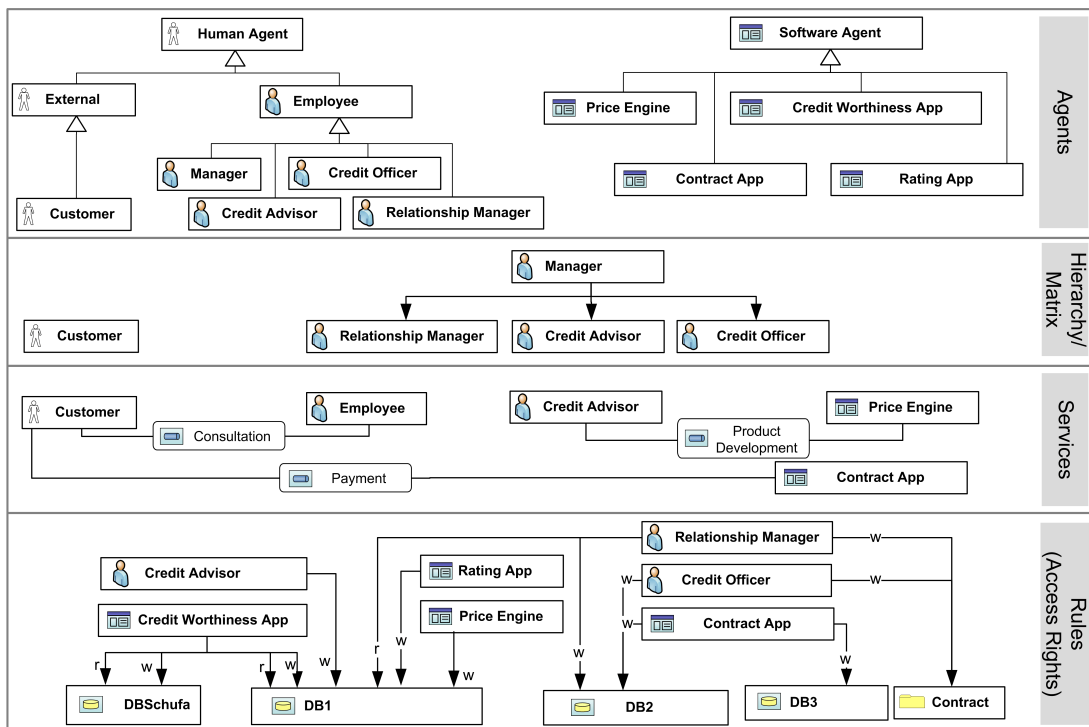 Human Agent
Software Agent
External
Employee
Price Engine
Credit Worthiness App
Manager
Credit Officer
Contract App
Rating App
Customer
Credit Advisor
Relationship Manager
Agents
Manager
Customer
Relationship Manager
Credit Advisor
Credit Officer
Hierarchy/
Matrix
Customer
Employee
Credit Advisor
Price Engine
Consultation
Product
Development
Payment
Contract App
Services
Relationship Manager
w
Credit Advisor
Rating App
w
Credit Officer
w
Credit Worthiness App
Price Engine
w
Contract App
r
w
r
w
w
r
w
w
w
w
DBSchufa
DB1
DB2
DB3
Contract
Rules
(Access Rights)